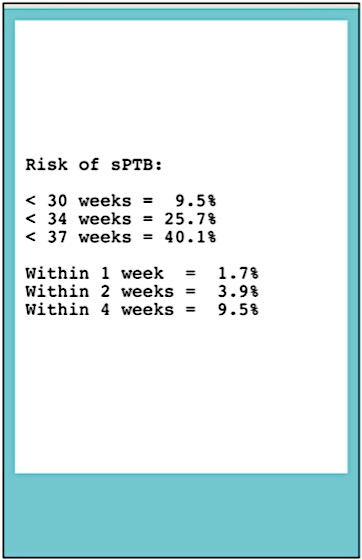 Risk of sPTB:
< 30 weeks =  9.5%
< 34 weeks = 25.7%
< 37 weeks = 40.1%
Within 1 week  =  1.7%
Within 2 weeks =  3.9%
Within 4 weeks =  9.5%